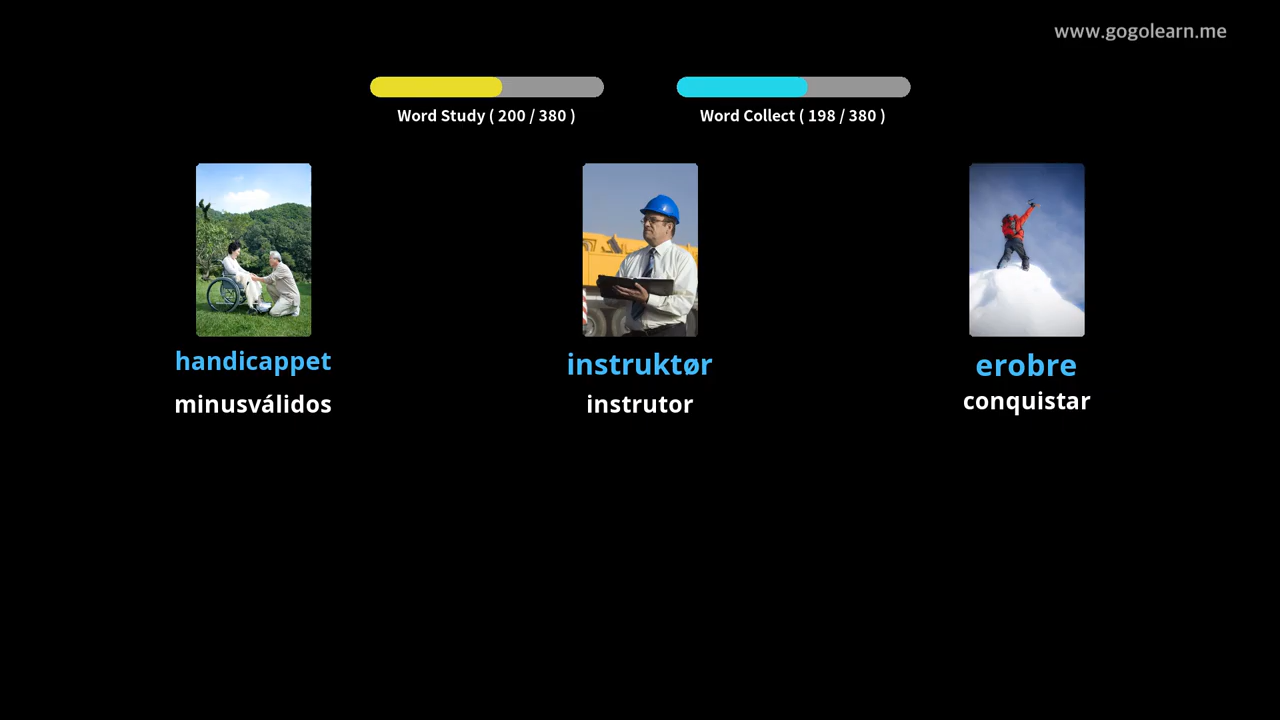 www.gogolearn.me
Word Study ( 200 / 380 )
Word Collect ( 198 / 380 )
handicappet
instruktør
erobre
minusválidos
instrutor
conquistar